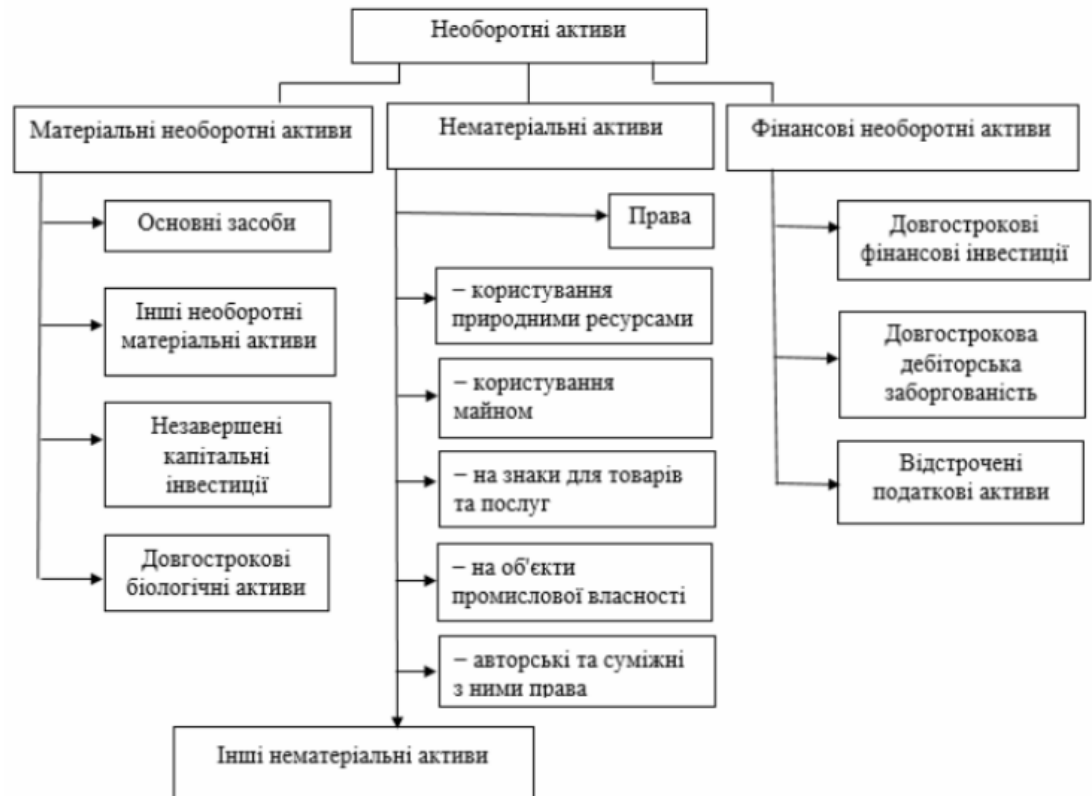 Необоротні активи
Матеріальні необоротні активи
Нематеріальні активи
Фінансові необоротні активи
Основні засоби
Інші необоротні
матеріальні активи
Незавершені
капітальні
інвестиції
Довгострокові
біологічні активи
Права
– користування
природними ресурсами
– користування
майном
– на знаки для товарів
та послуг
– на об'єкти
промислової власності
– авторські та суміжні
з ними права
Інші нематеріальні активи
Довгострокові
фінансові інвестиції
Довгострокова
дебіторська
заборгованість
Відстрочені
податкові активи